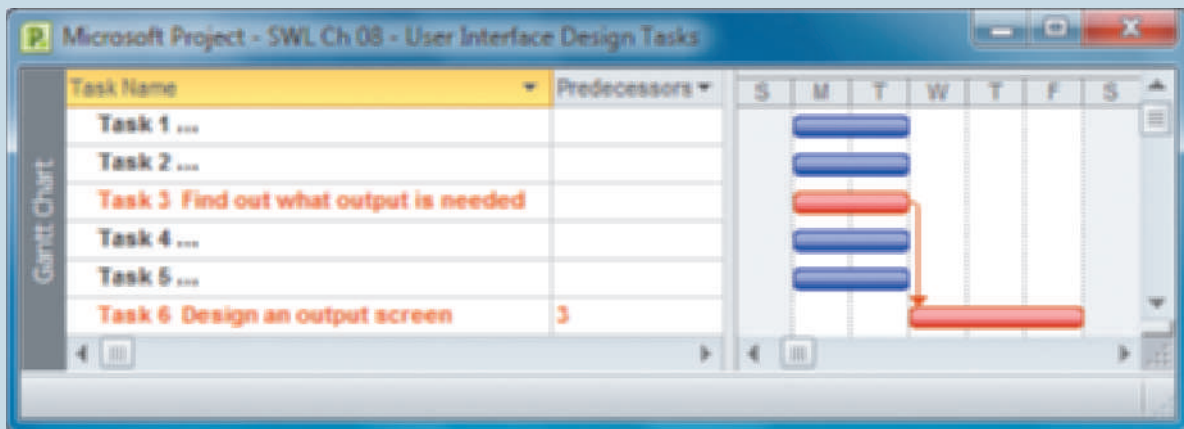 Microsoft Project - SWL Ch 08 - User Interface Design Tasks
Task Name Predecessors S M T W T F S
Task 1 ...
Task 2 ...
Task 3 Find out what output is needed
Task 4 ...
Task 5 ...
Task 6 Design an output screen 3
Gantt Chart